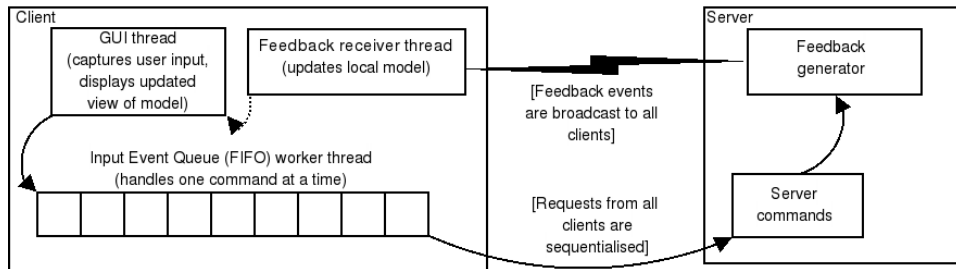 Client
GUI thread
(captures user input,
displays updated
view of model)
Feedback receiver thread
(updates local model)
Input Event Queue (FIFO) worker thread
(handles one command at a time)
[Feedback events
are broadcast to all
clients]
[Requests from all
clients are
sequentialised]
Server
Feedback
generator
Server
commands